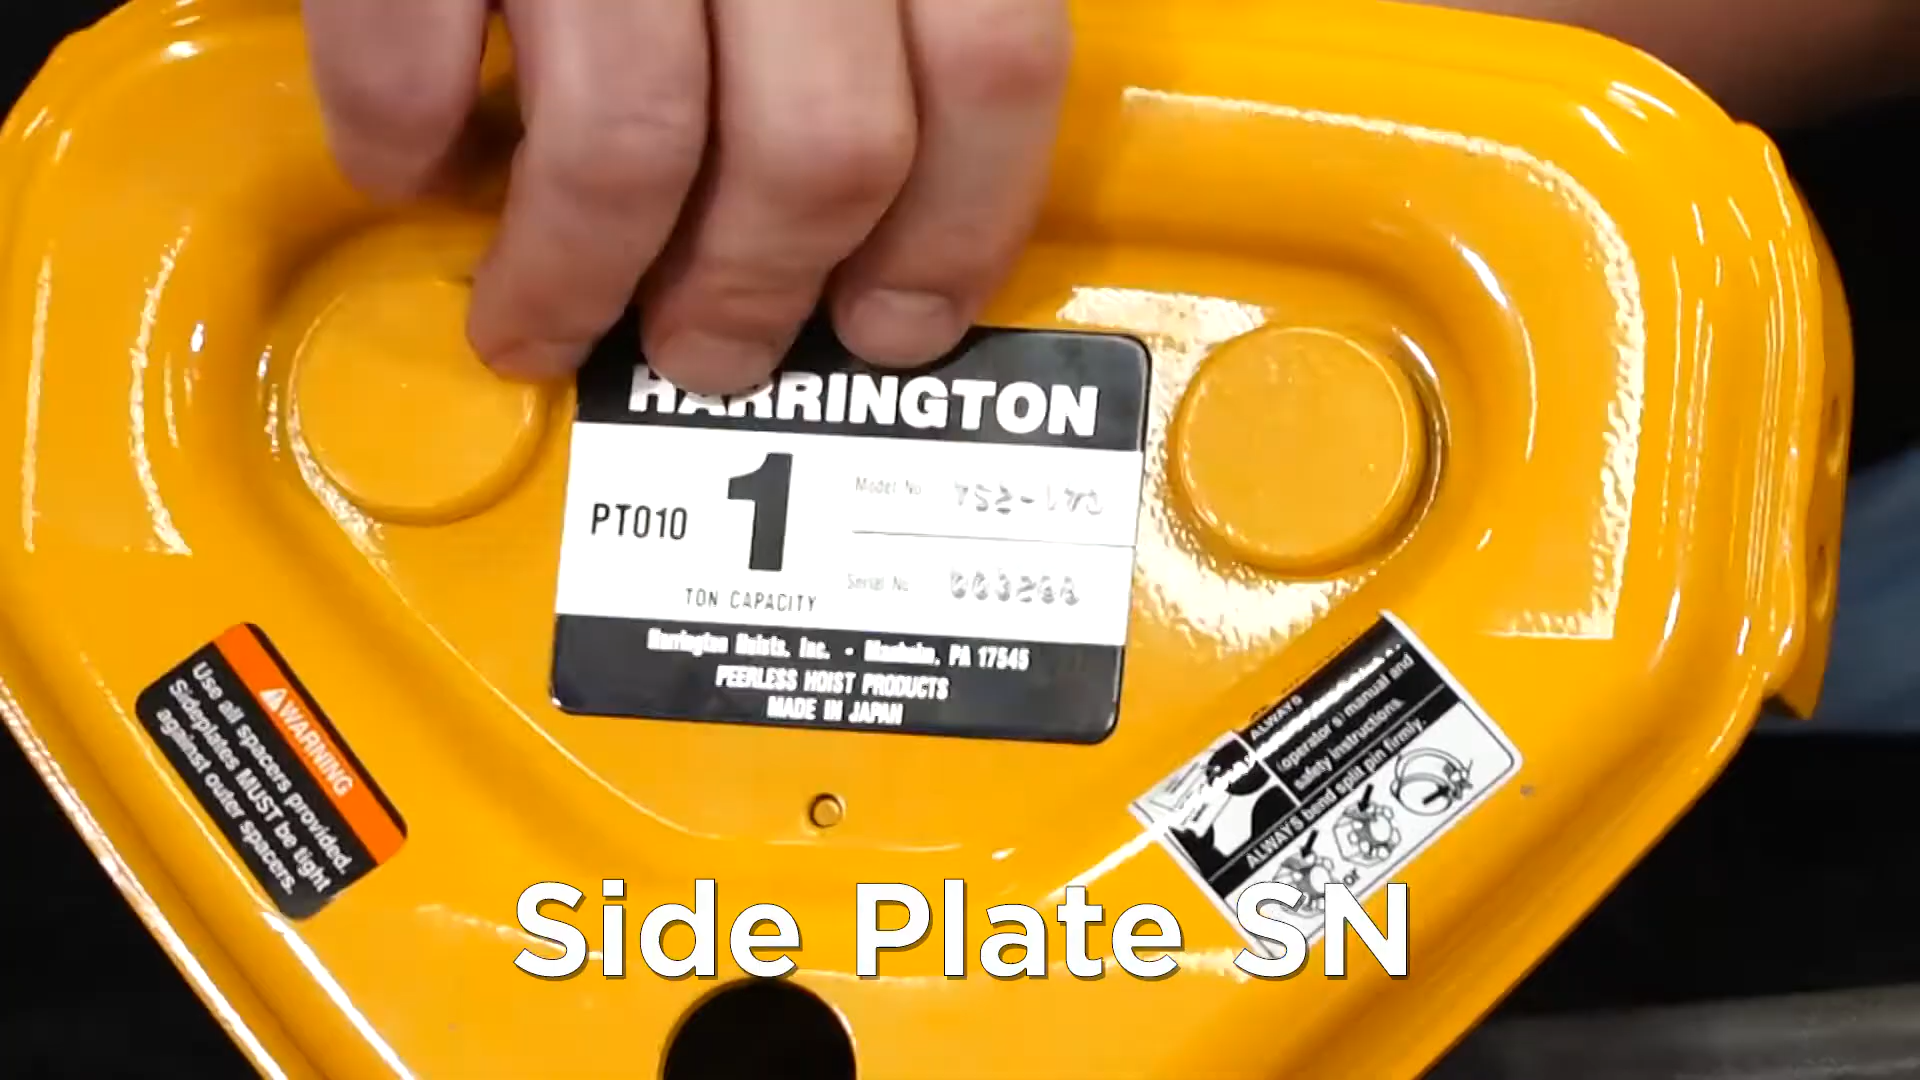 HARRINGTON
PT010
1
TON CAPACITY
Model No.
Serial No.
Harrington Hoists, Inc. • Manheim, PA 17545
PEERLESS HOIST PRODUCTS
MADE IN JAPAN
⚠WARNING
Use all spacers provided.
Sideplates MUST be tight
against outer spacers.
ALWAYS
operator's manual and
safety instructions.
ALWAYS bend split pin firmly.
or
Side Plate SN